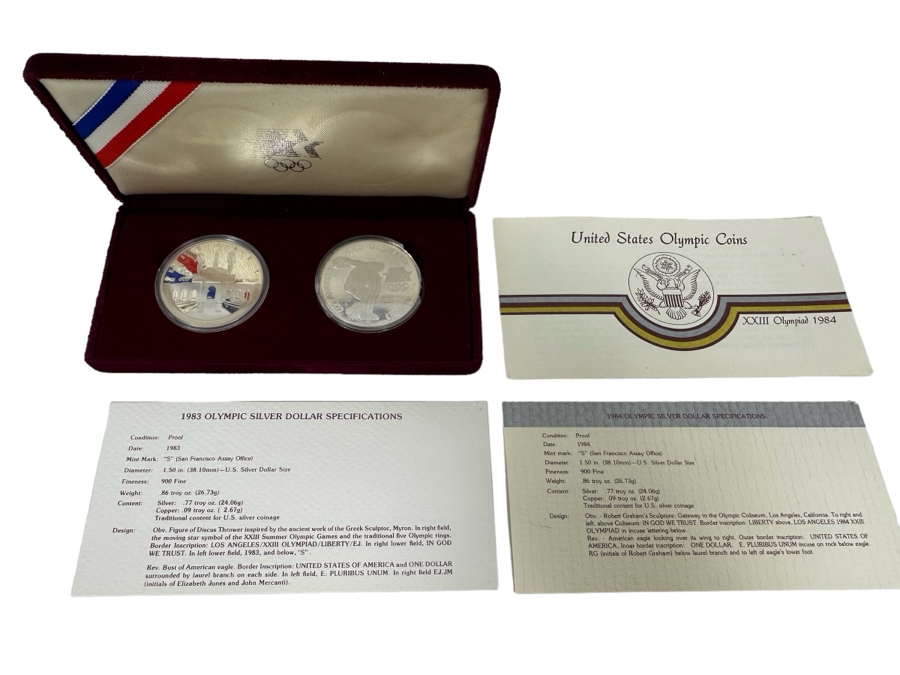 United States Olympic Coins
XXIII Olympiad 1984
1983 OLYMPIC SILVER DOLLAR SPECIFICATIONS
Condition: Proof
Date: 1983
Mint Mark: "S" (San Francisco Assay Office)
Diameter: 1.50 in. (38.10mm)—U.S. Silver Dollar Size
Fineness: 900 Fine
Weight: .86 troy oz. (26.73g)
Content: Silver: .77 troy oz. (24.06g)
Copper: .09 troy oz. ( 2.67g)
Traditional content for U.S. silver coinage
Design: Obv. Figure of Discus Thrower inspired by the ancient work of the Greek Sculptor, Myron. In right field,
the moving star symbol of the XXIII Summer Olympic Games and the traditional five Olympic rings.
Border Inscription: LOS ANGELES/XXIII OLYMPIAD/LIBERTY/EJ. In right lower field, IN GOD
WE TRUST. In left lower field, 1983, and below, "S".
Rev. Bust of American eagle. Border Inscription: UNITED STATES OF AMERICA and ONE DOLLAR
surrounded by laurel branch on each side. In left field, E. PLURIBUS UNUM. In right field EJ.JM
(initials of Elizabeth Jones and John Mercanti).
1984 OLYMPIC SILVER DOLLAR SPECIFICATIONS
Condition: Proof
Date: 1984
Mint mark: "S" (San Francisco Assay Office)
Diameter: 1.50 in. (38.10mm)—U.S. Silver Dollar Size
Fineness: 900 Fine
Weight: .86 troy oz. (26.73g)
Content: Silver: .77 troy oz. (24.06g)
Copper: .09 troy oz. (2.67g)
Traditional content for U.S. silver coinage
Design: Obv. - Robert Graham's Sculpture: Gateway to the Olympic Coliseum, Los Angeles, California. To right and
left, above Coliseum: IN GOD WE TRUST. Border inscription: LIBERTY above, LOS ANGELES 1984 XXIII
OLYMPIAD in incuse lettering below.
Rev. - American eagle looking over its wing to right. Outer border inscription: UNITED STATES OF
AMERICA; Inner border inscription: ONE DOLLAR. E. PLURIBUS UNUM incuse on rock below eagle.
RG (initials of Robert Graham) below laurel branch and to left of eagle's lower foot.